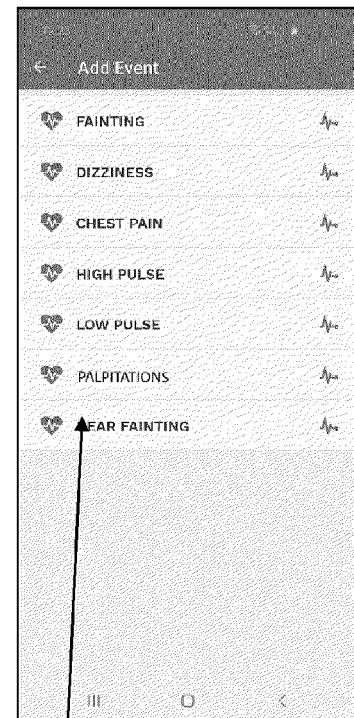 Add Event
FAINTING
DIZZINESS
CHEST PAIN
HIGH PULSE
LOW PULSE
PALPITATIONS
EAR FAINTING